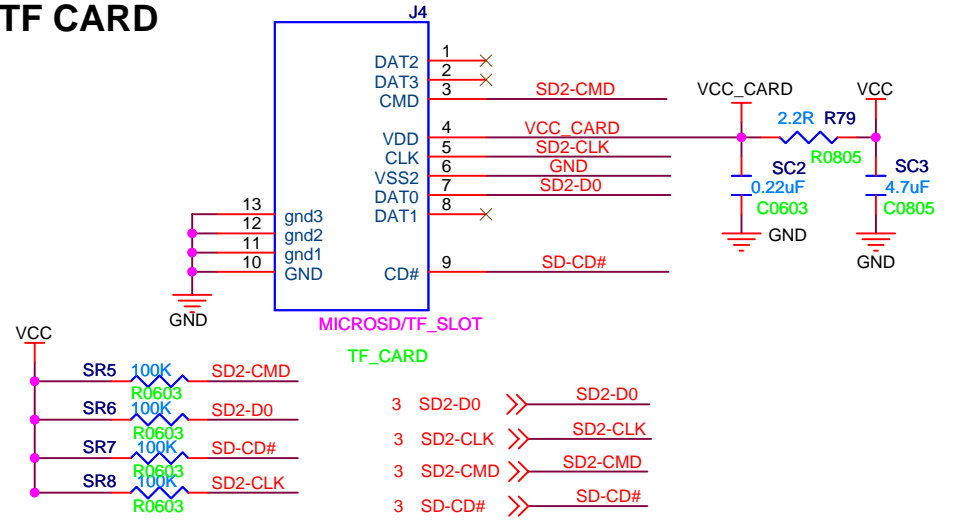 TF CARD
J4
DAT2 1
DAT3 2
CMD 3 SD2-CMD
VDD 4 VCC_CARD
CLK 5 SD2-CLK
VSS2 6 GND
DAT0 7 SD2-D0
DAT1 8
CD# 9 SD-CD#
13 gnd3
12 gnd2
11 gnd1
10 GND
GND
MICROSD/TF_SLOT
TF_CARD
VCC_CARD
VCC
2.2R R79
R0805
SC2
0.22uF
C0603
GND
SC3
4.7uF
C0805
GND
VCC
SR5 100K SD2-CMD
R0603
SR6 100K SD2-D0
R0603
SR7 100K SD-CD#
R0603
SR8 100K SD2-CLK
R0603
3 SD2-D0 SD2-D0
3 SD2-CLK SD2-CLK
3 SD2-CMD SD2-CMD
3 SD-CD# SD-CD#